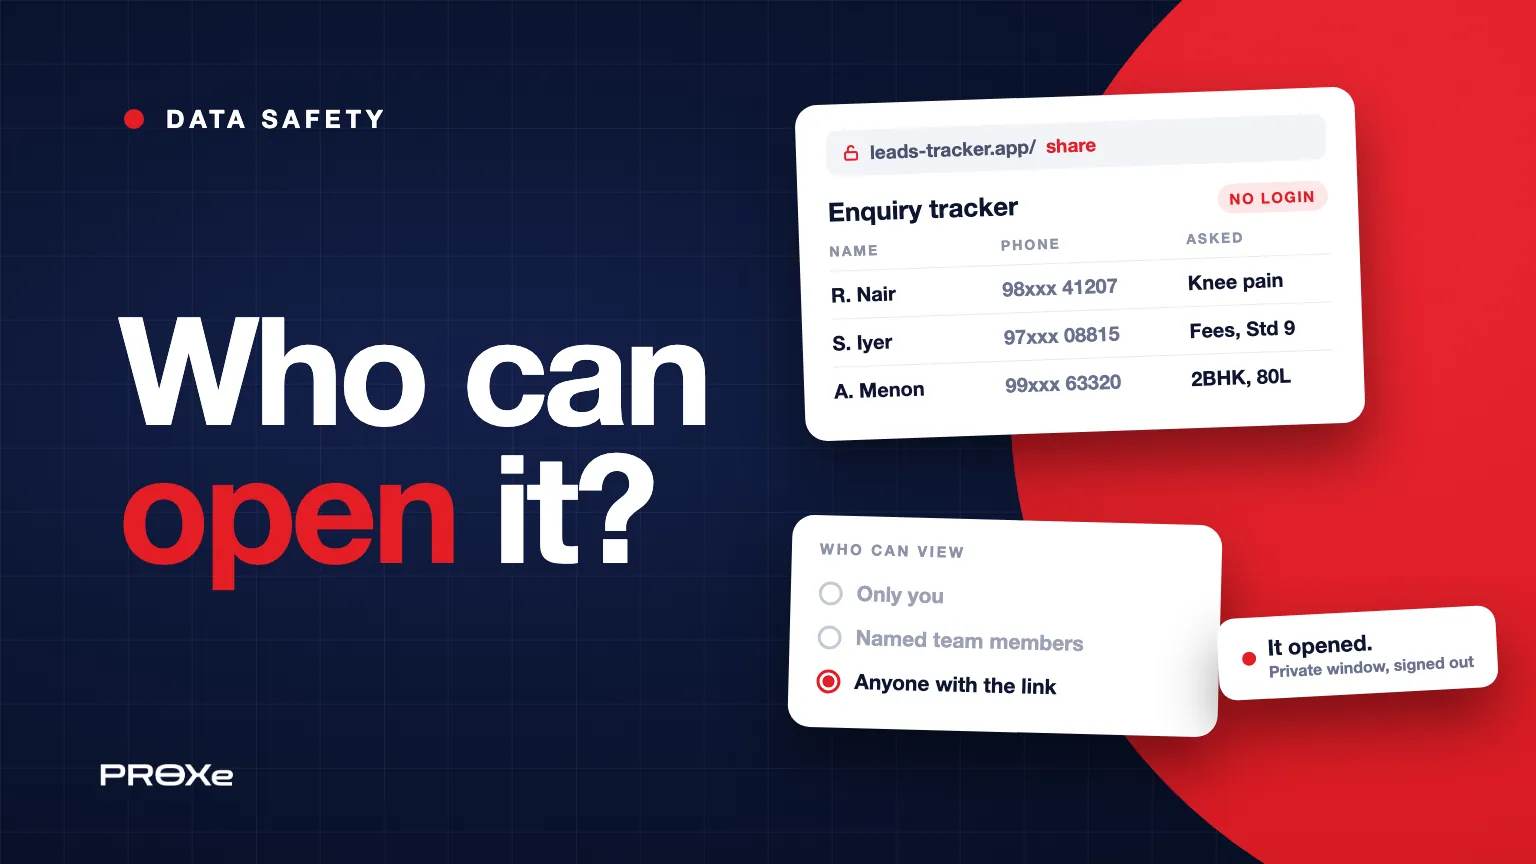 DATA SAFETY
Who can
open it?
PROXe
leads-tracker.app/ share
Enquiry tracker
NO LOGIN
NAME PHONE ASKED
R. Nair 98xxx 41207 Knee pain
S. Iyer 97xxx 08815 Fees, Std 9
A. Menon 99xxx 63320 2BHK, 80L
WHO CAN VIEW
Only you
Named team members
Anyone with the link
It opened.
Private window, signed out